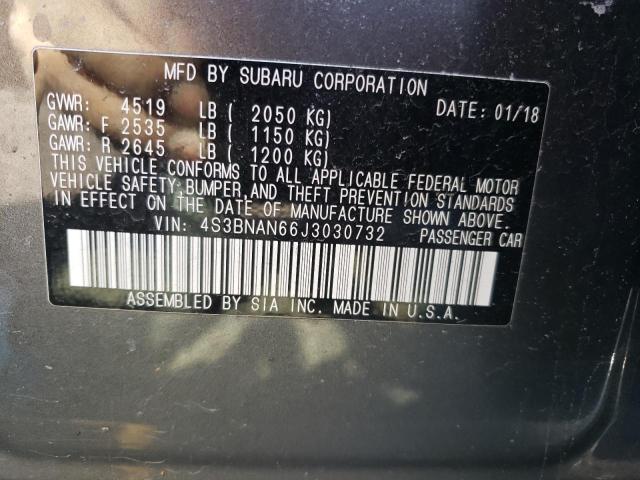 MFD BY SUBARU CORPORATION
GVWR: 4519 LB ( 2050 KG) DATE: 01/18
GAWR: F 2535 LB ( 1150 KG)
GAWR: R 2645 LB ( 1200 KG)
THIS VEHICLE CONFORMS TO ALL APPLICABLE FEDERAL MOTOR
VEHICLE SAFETY, BUMPER, AND THEFT PREVENTION STANDARDS
IN EFFECT ON THE DATE OF MANUFACTURE SHOWN ABOVE.
VIN: 4S3BNAN66J3030732 PASSENGER CAR
ASSEMBLED BY SIA INC. MADE IN U.S.A.